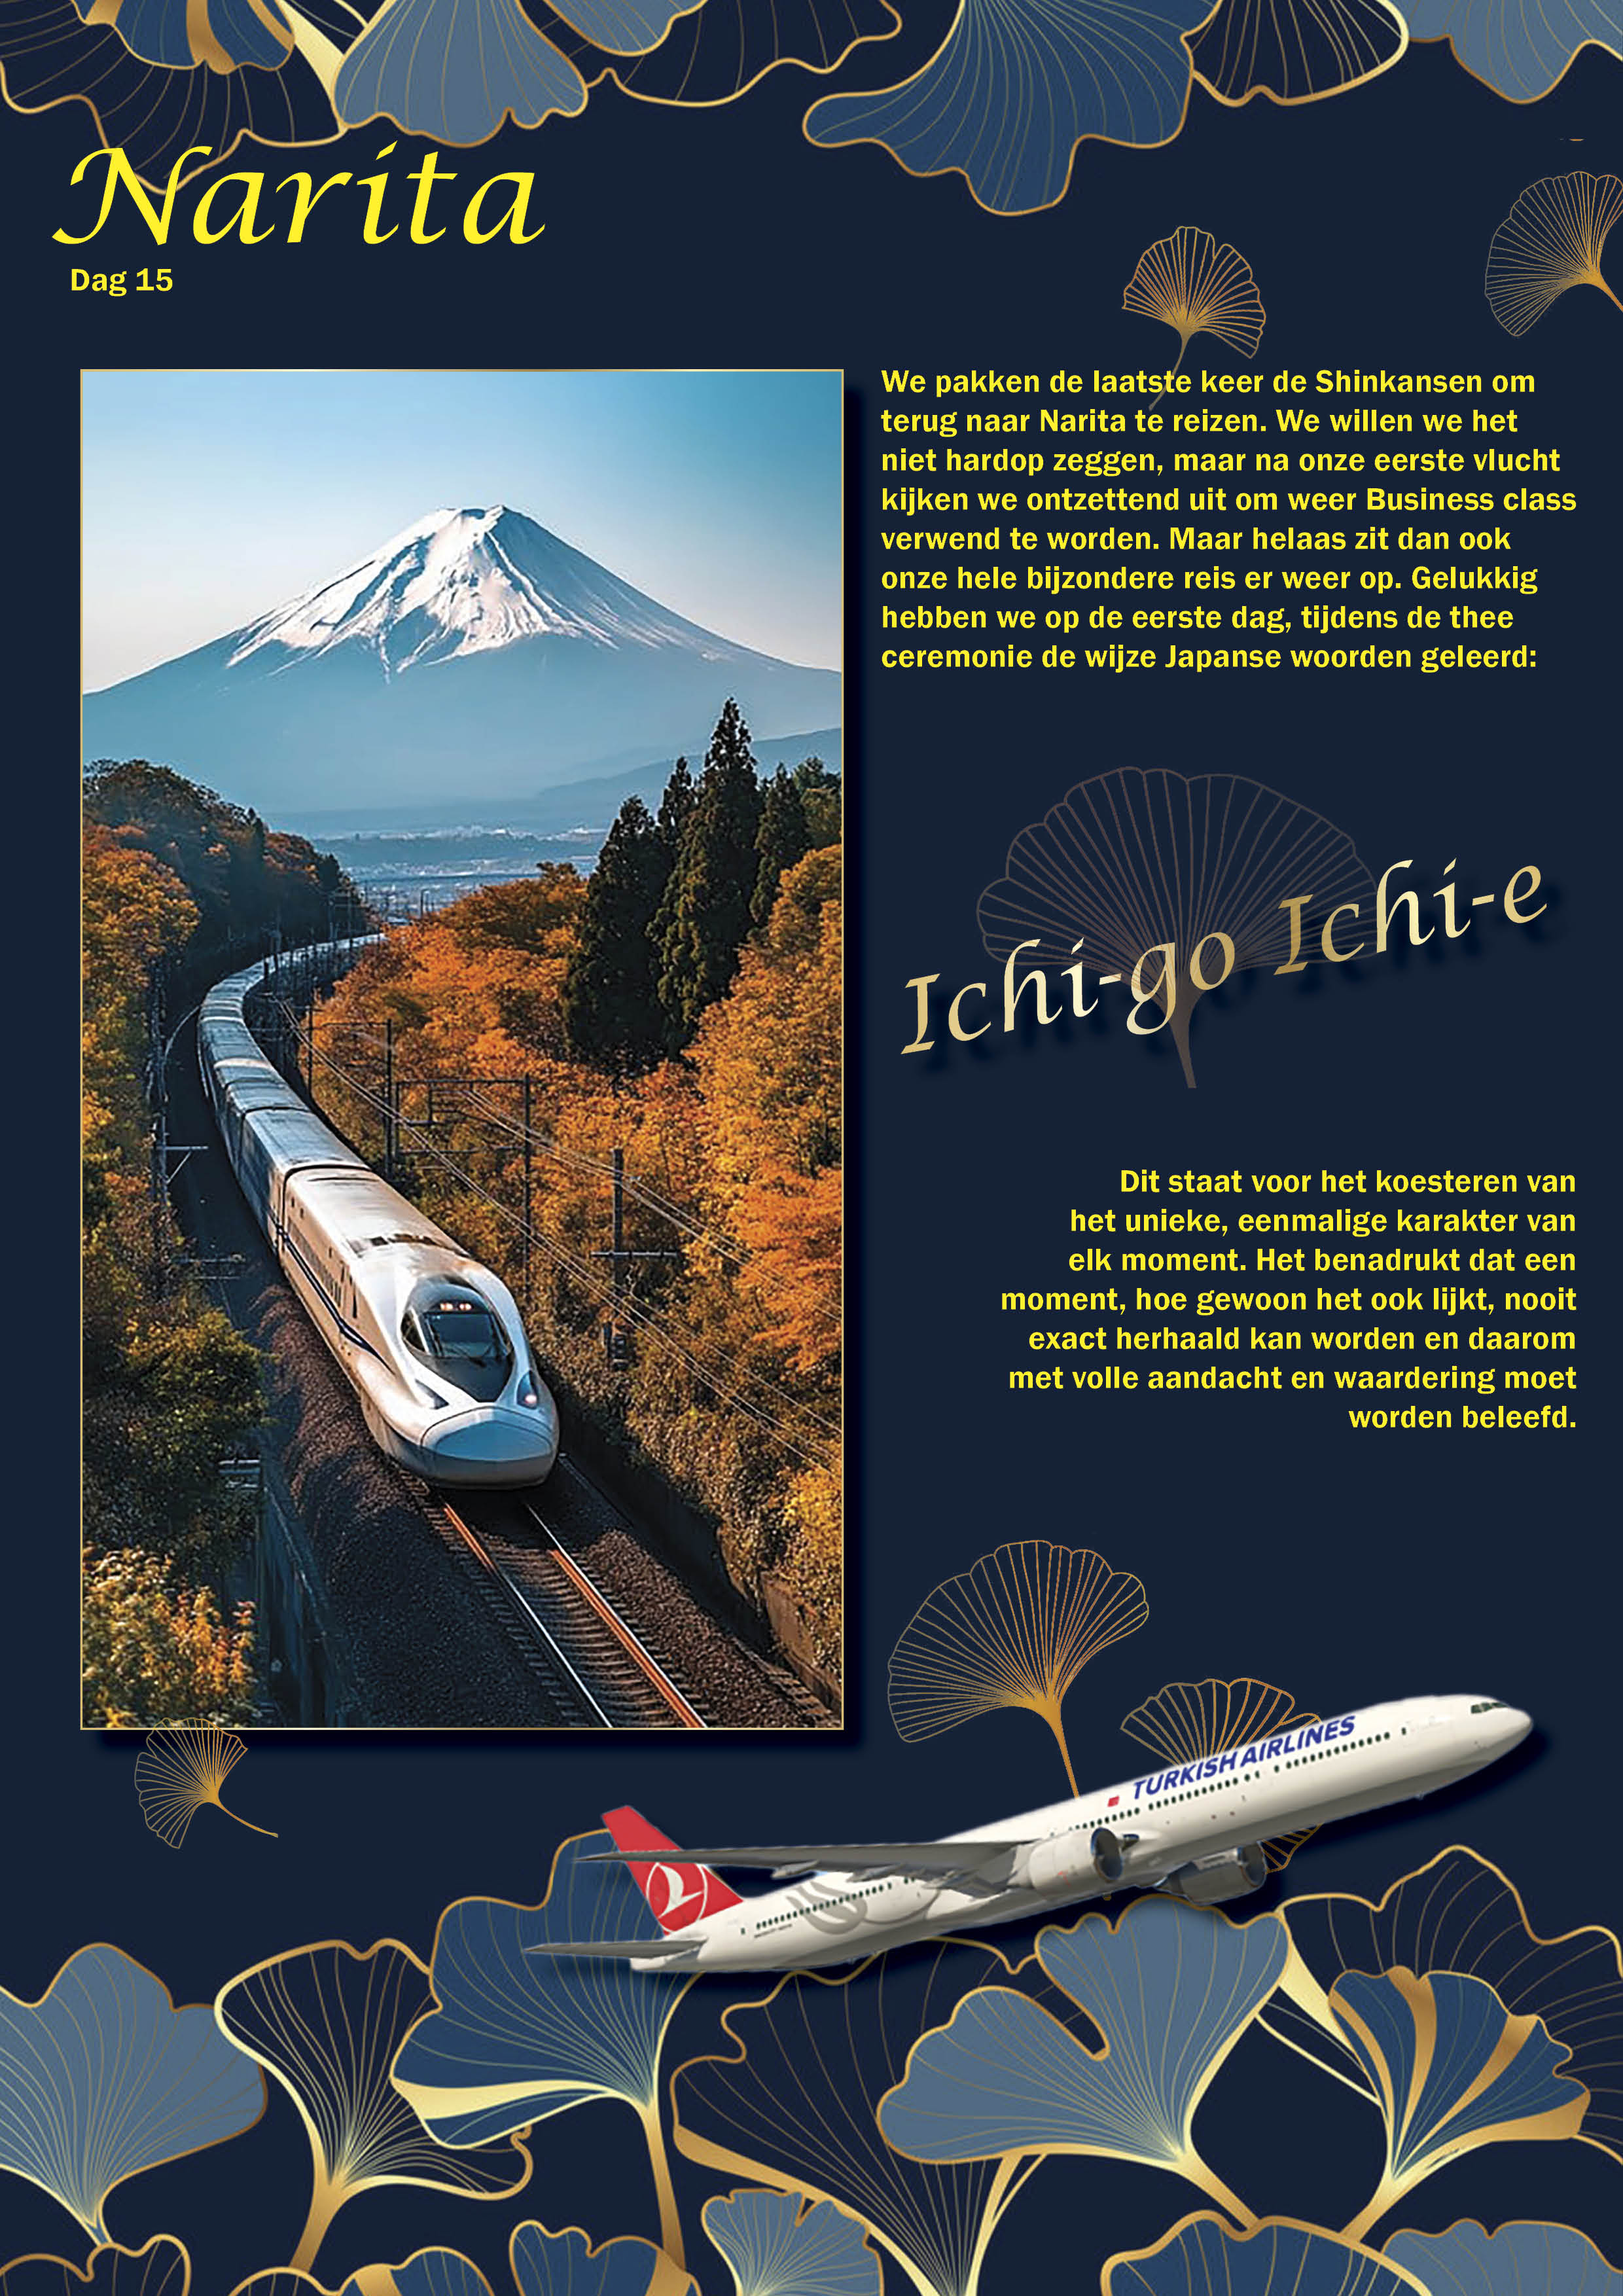 Narita
Dag 15
We pakken de laatste keer de Shinkansen om
terug naar Narita te reizen. We willen we het
niet hardop zeggen, maar na onze eerste vlucht
kijken we ontzettend uit om weer Business class
verwend te worden. Maar helaas zit dan ook
onze hele bijzondere reis er weer op. Gelukkig
hebben we op de eerste dag, tijdens de thee
ceremonie de wijze Japanse woorden geleerd:
Ichi-go Ichi-e
Dit staat voor het koesteren van
het unieke, eenmalige karakter van
elk moment. Het benadrukt dat een
moment, hoe gewoon het ook lijkt, nooit
exact herhaald kan worden en daarom
met volle aandacht en waardering moet
worden beleefd.
TURKISH AIRLINES